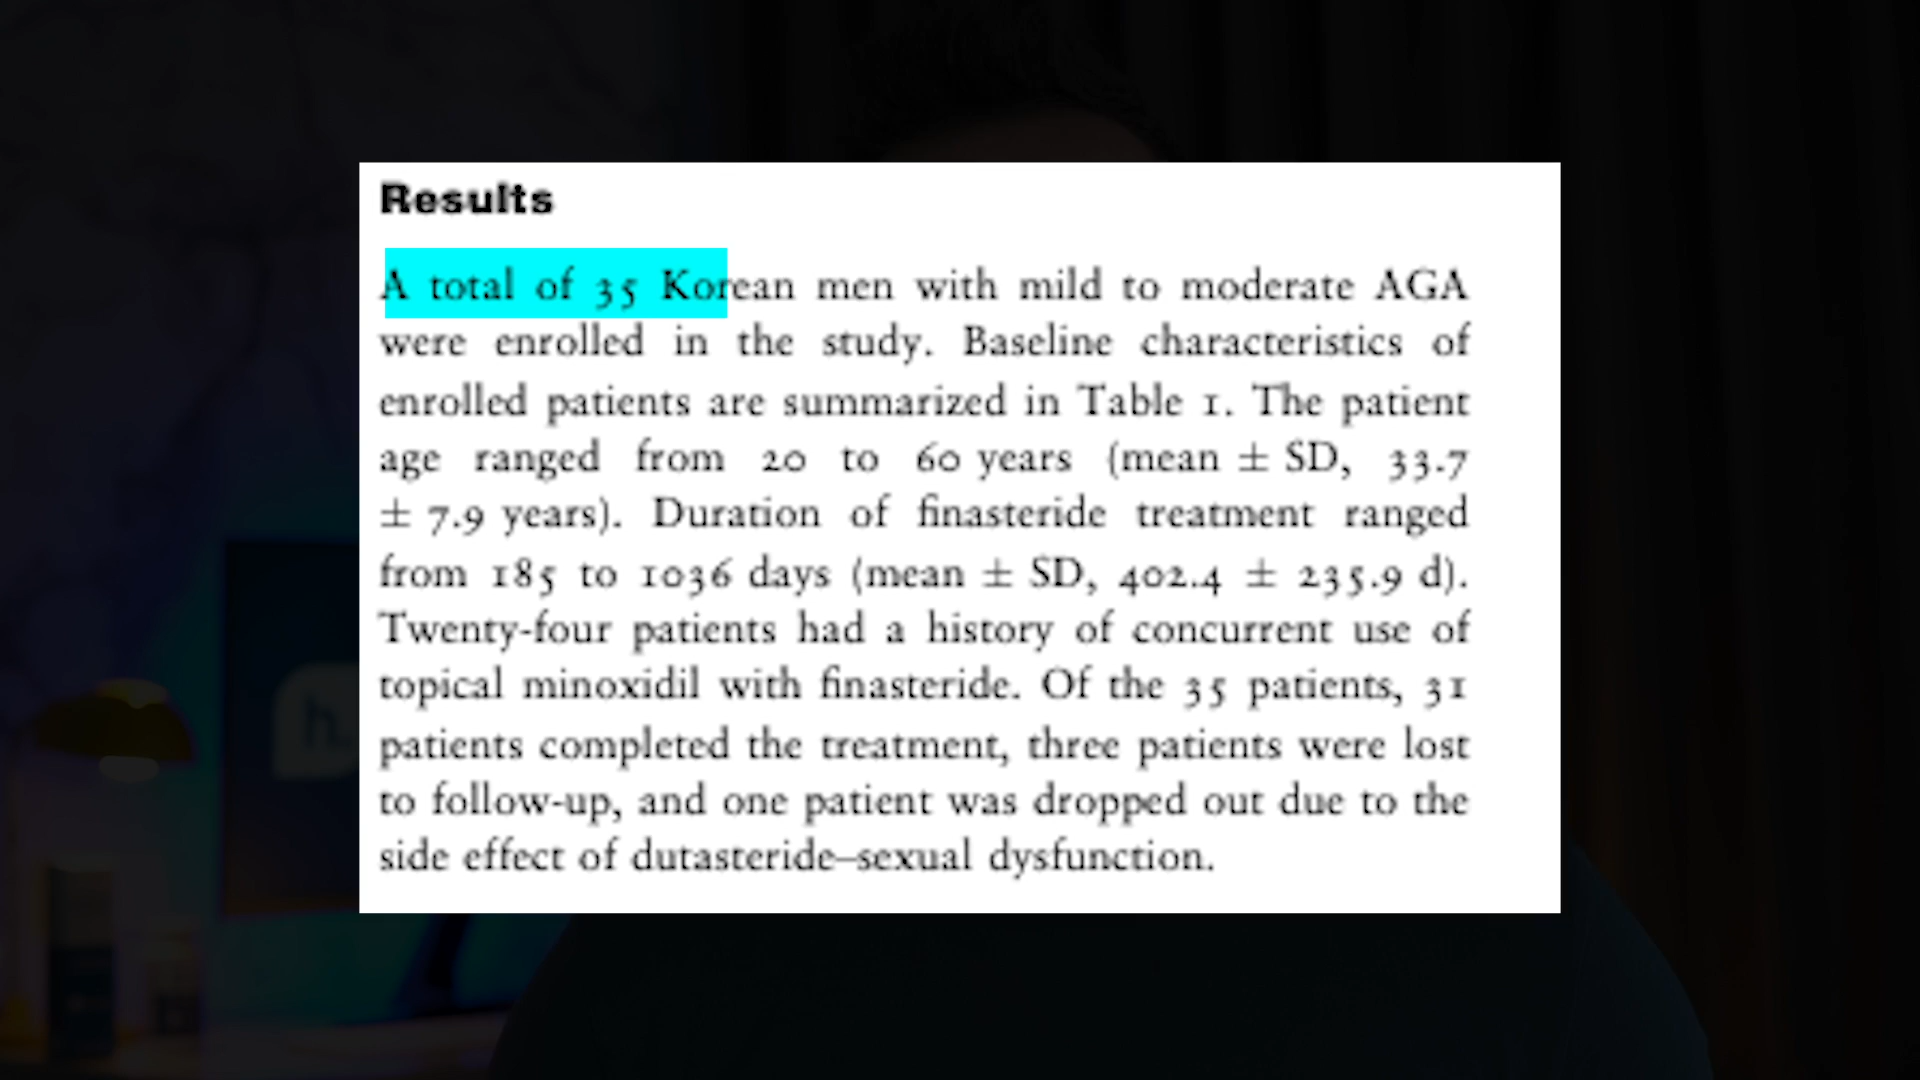 Results
A total of 35 Korean men with mild to moderate AGA
were enrolled in the study. Baseline characteristics of
enrolled patients are summarized in Table 1. The patient
age ranged from 20 to 60 years (mean ± SD, 33.7
± 7.9 years). Duration of finasteride treatment ranged
from 185 to 1036 days (mean ± SD, 402.4 ± 235.9 d).
Twenty-four patients had a history of concurrent use of
topical minoxidil with finasteride. Of the 35 patients, 31
patients completed the treatment, three patients were lost
to follow-up, and one patient was dropped out due to the
side effect of dutasteride–sexual dysfunction.
h.